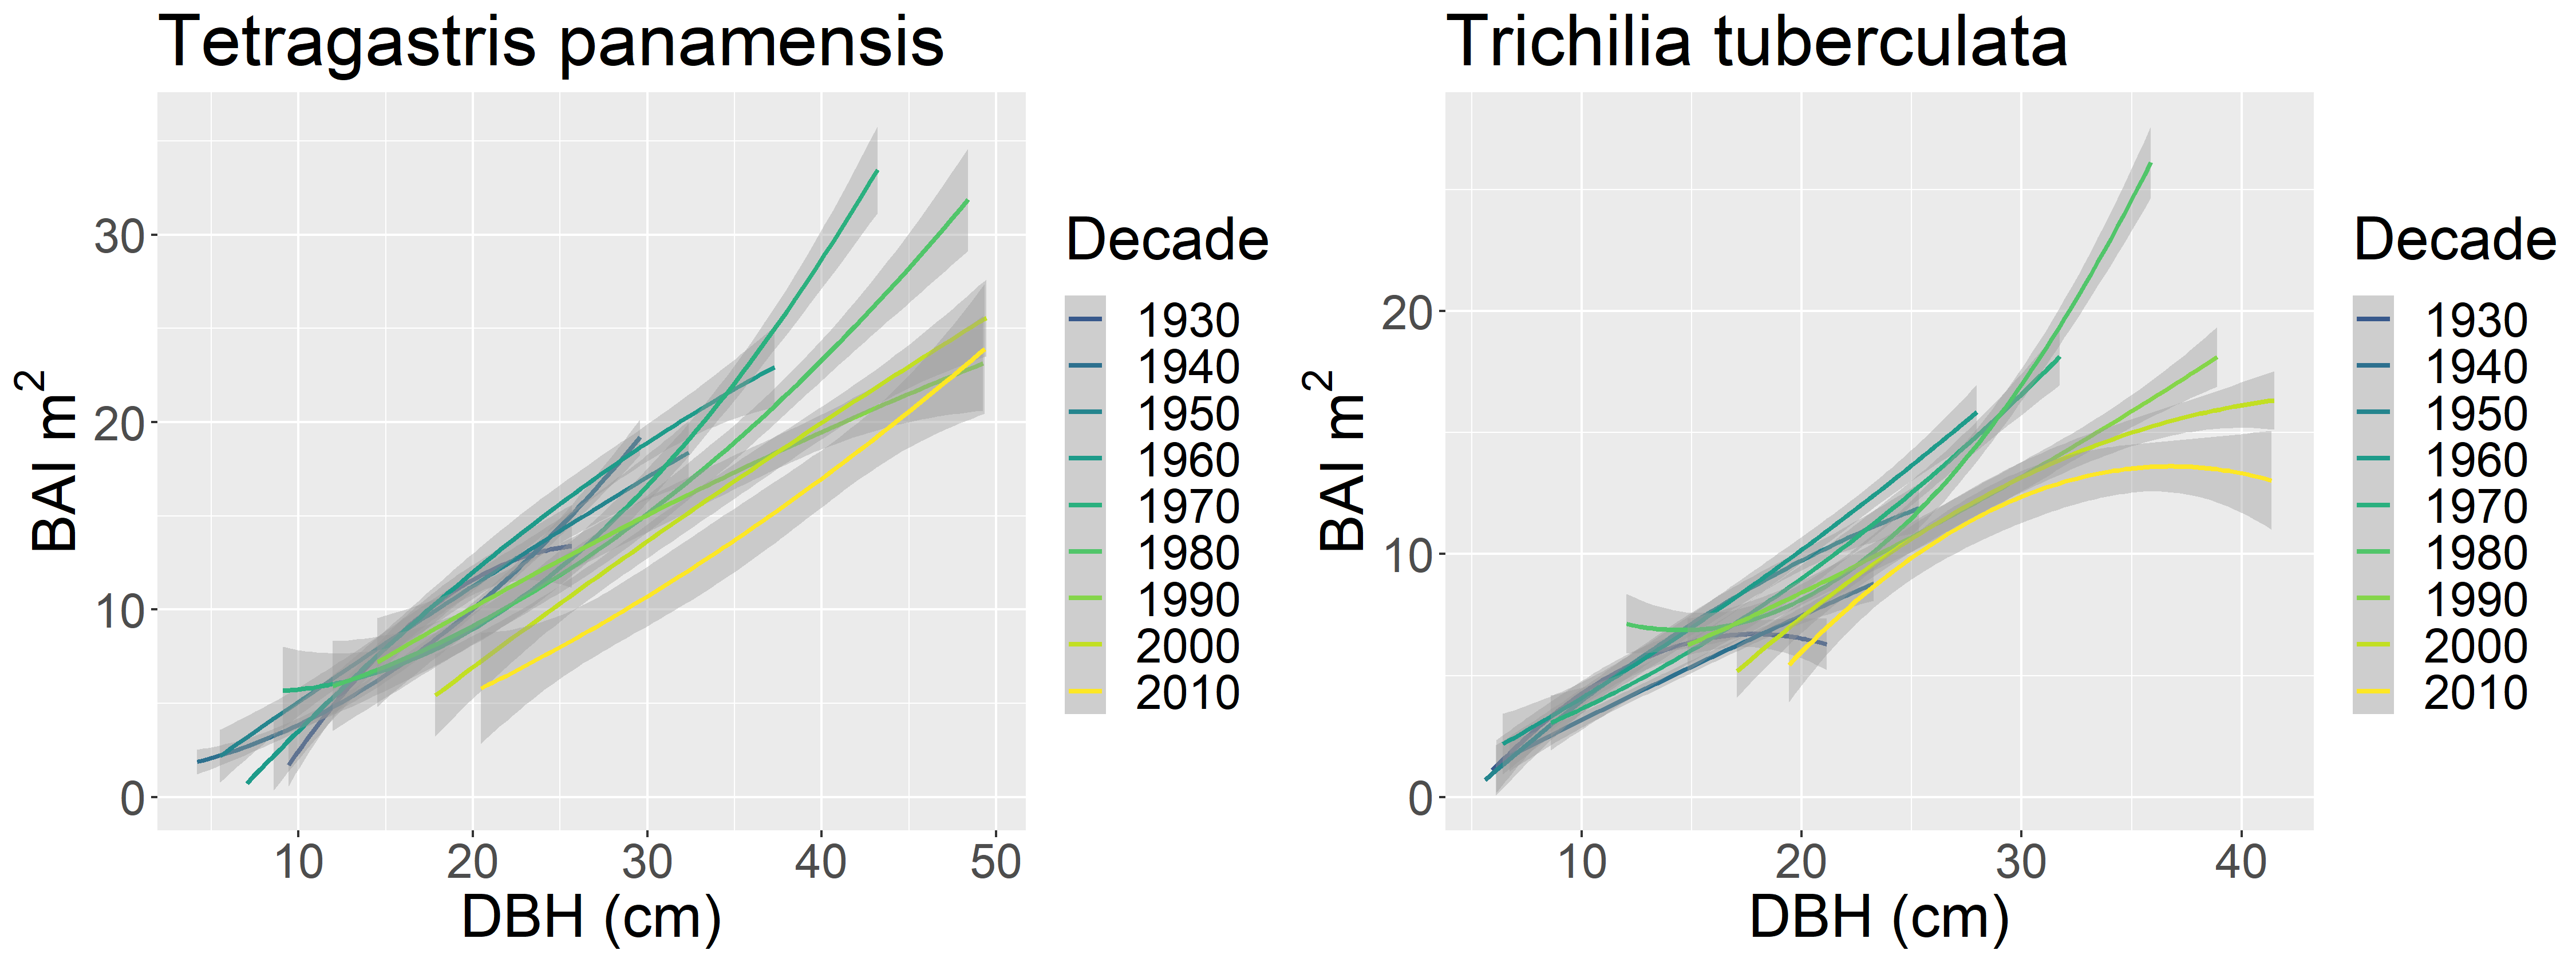 Tetragastris panamensis
30
20
10
0
BAI m²
10 20 30 40 50
DBH (cm)
Decade
1930
1940
1950
1960
1970
1980
1990
2000
2010
Trichilia tuberculata
20
10
0
BAI m²
10 20 30 40
DBH (cm)
Decade
1930
1940
1950
1960
1970
1980
1990
2000
2010